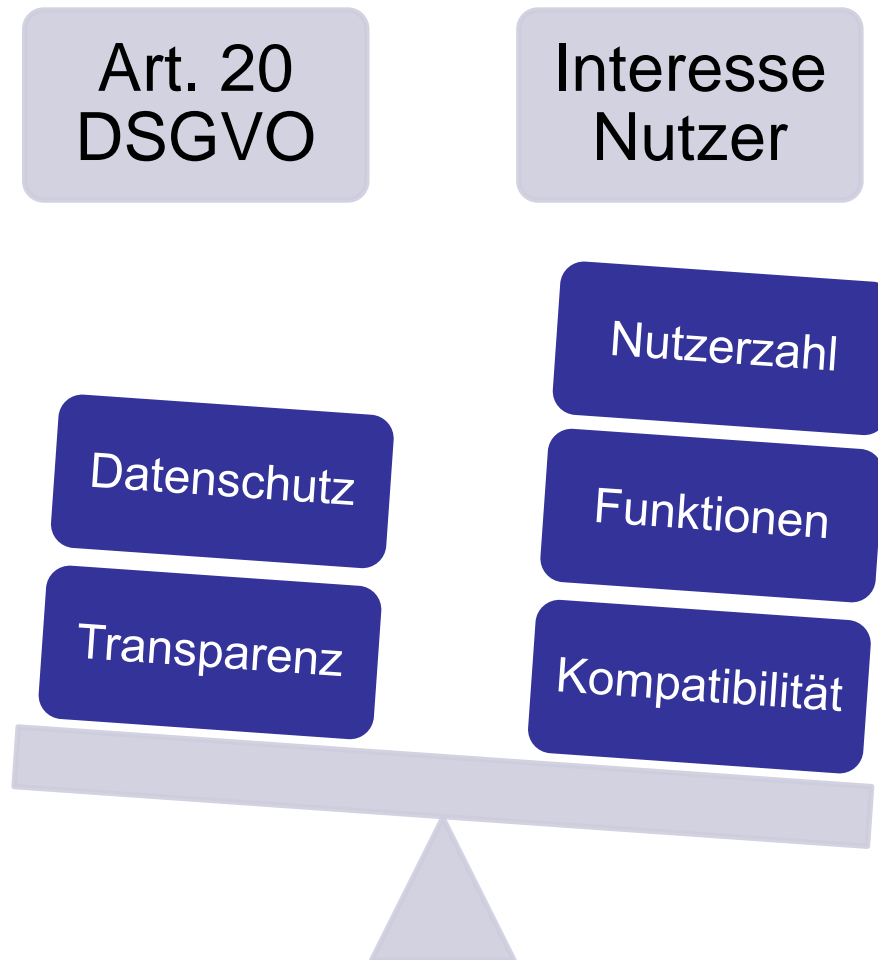 Art. 20
DSGVO
Interesse
Nutzer
Nutzerzahl
Datenschutz
Funktionen
Transparenz
Kompatibilität